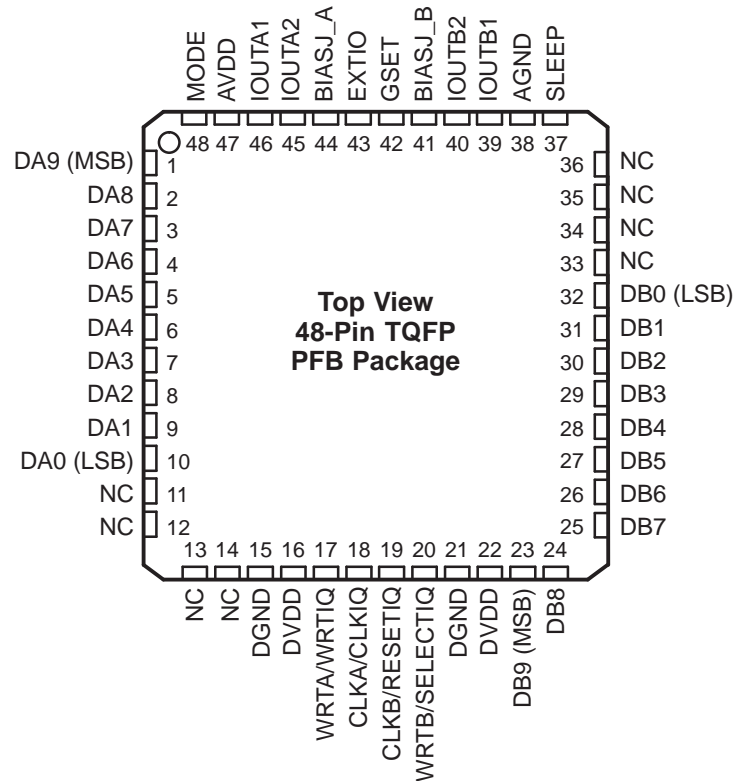 MODE
AVDD
IOUTA1
IOUTA2
BIASJ_A
EXTIO
GSET
BIASJ_B
IOUTB2
IOUTB1
AGND
SLEEP
48 47 46 45 44 43 42 41 40 39 38 37
DA9 (MSB) 1
DA8 2
DA7 3
DA6 4
DA5 5
DA4 6
DA3 7
DA2 8
DA1 9
DA0 (LSB) 10
NC 11
NC 12
Top View
48-Pin TQFP
PFB Package
36 NC
35 NC
34 NC
33 NC
32 DB0 (LSB)
31 DB1
30 DB2
29 DB3
28 DB4
27 DB5
26 DB6
25 DB7
13 14 15 16 17 18 19 20 21 22 23 24
NC
NC
DGND
DVDD
WRTA/WRTIQ
CLKA/CLKIQ
CLKB/RESETIQ
WRTB/SELECTIQ
DGND
DVDD
DB9 (MSB)
DB8